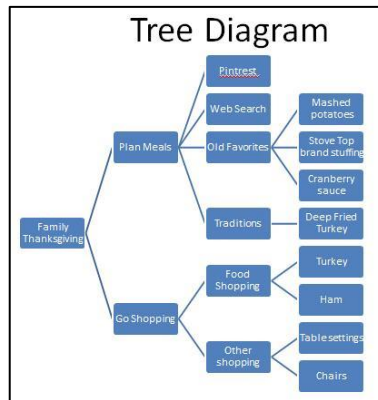 Tree Diagram
Pintrest
Web Search
Mashed
potatoes
Plan Meals
Old Favorites
Stove Top
brand stuffing
Cranberry
sauce
Traditions
Deep Fried
Turkey
Family
Thanksgiving
Food
Shopping
Turkey
Ham
Go Shopping
Other
shopping
Table settings
Chairs